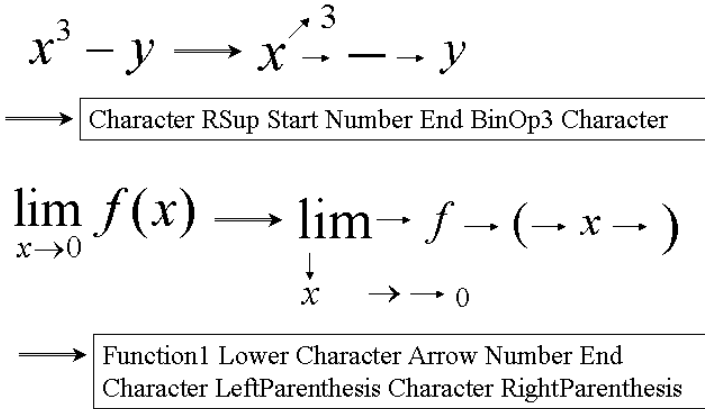 x³ − y ⟹ x ↗ 3 → − → y
⟹ Character RSup Start Number End BinOp3 Character
lim x→0 f(x) ⟹ lim → f → ( → x → )
↓
x → → 0
⟹ Function1 Lower Character Arrow Number End
Character LeftParenthesis Character RightParenthesis